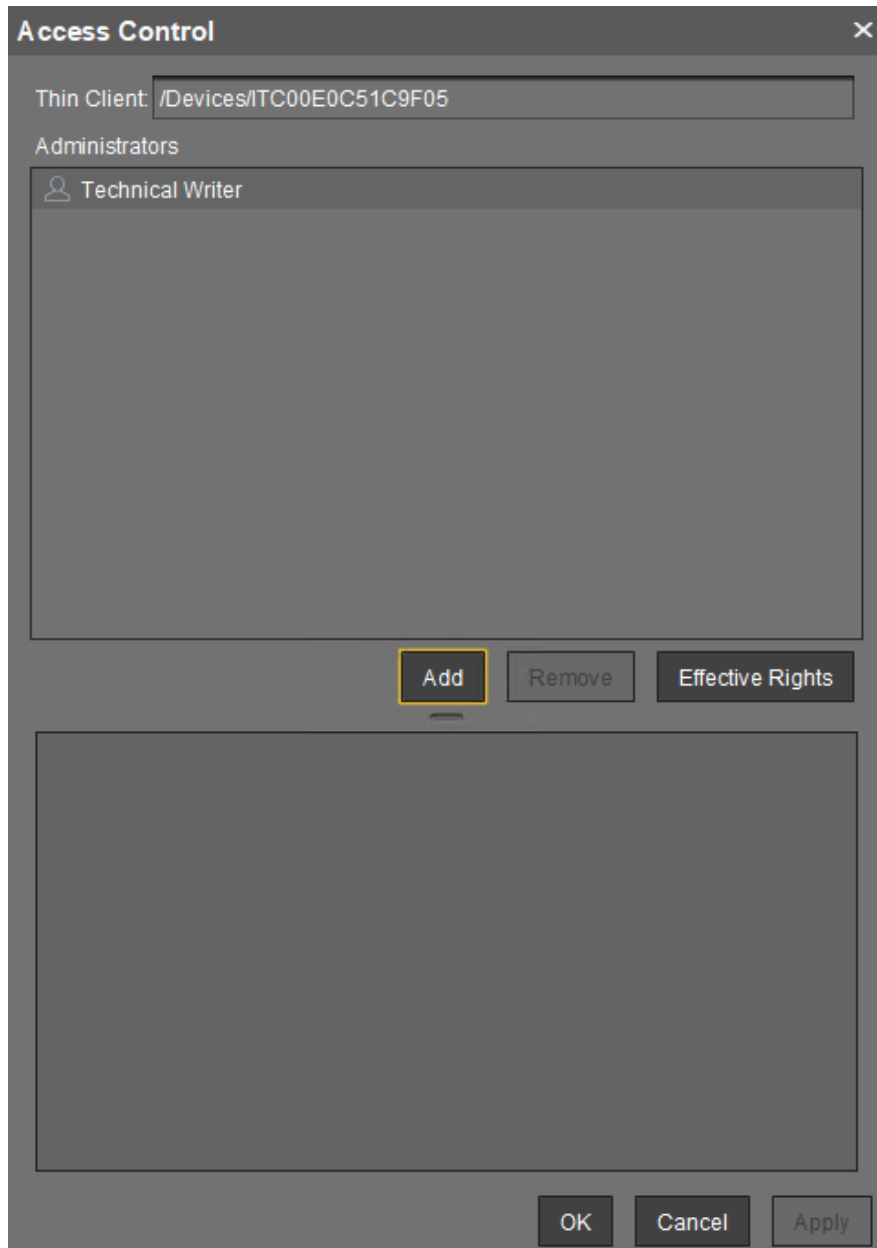 Access Control
Thin Client: /Devices/ITC00E0C51C9F05
Administrators
Technical Writer
Add Remove Effective Rights
OK Cancel Apply